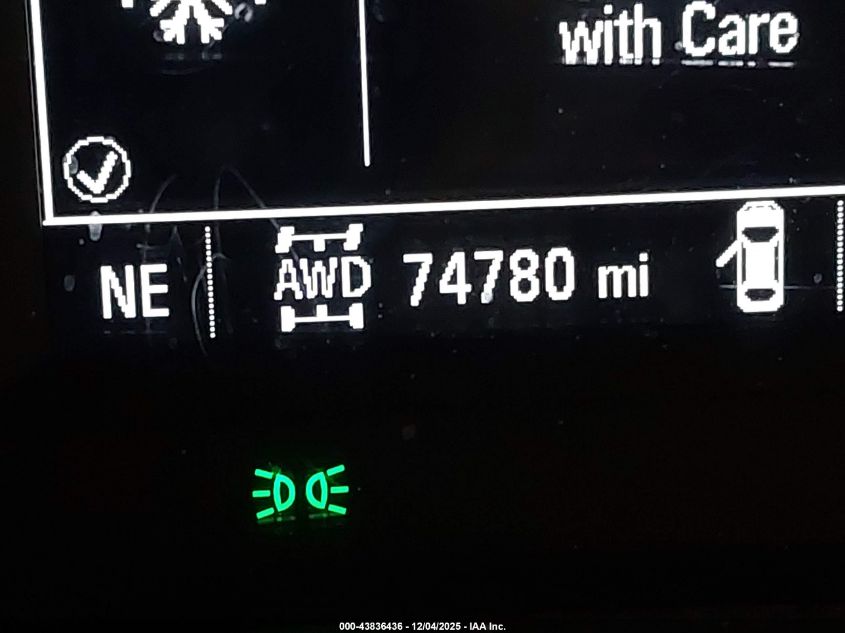 with Care
NE
AWD
74780 mi
000-43836436 - 12/04/2025 - IAA Inc.